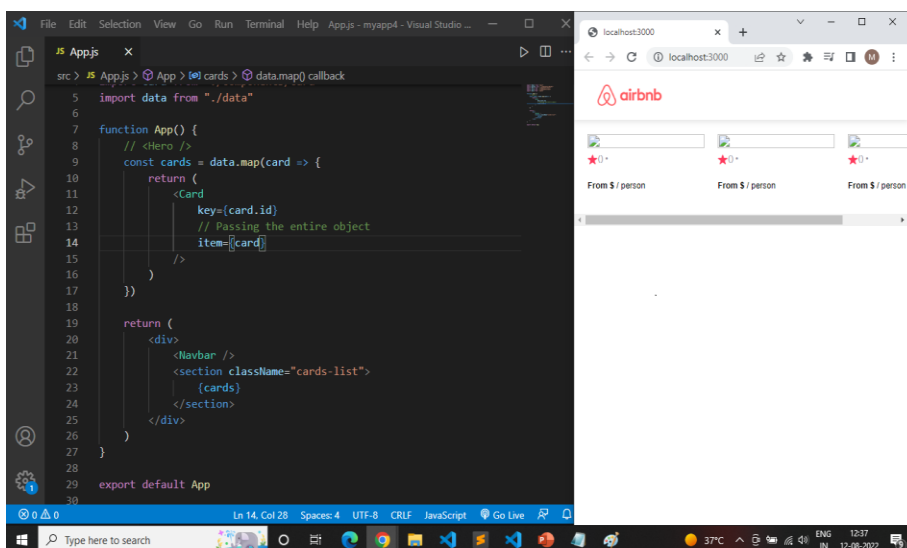 File Edit Selection View Go Run Terminal Help App.js - myapp4 - Visual Studio ...
JS App.js
src > JS App.js > App > cards > data.map() callback
5 import data from "./data"
6
7 function App() {
8 // <Hero />
9 const cards = data.map(card => {
10 return (
11 <Card
12 key={card.id}
13 // Passing the entire object
14 item={card}
15 />
16 )
17 })
18
19 return (
20 <div>
21 <Navbar />
22 <section className="cards-list">
23 {cards}
24 </section>
25 </div>
26 )
27 }
28
29 export default App
30
1
0 0 Ln 14, Col 28 Spaces: 4 UTF-8 CRLF JavaScript Go Live
localhost:3000
localhost:3000 M
airbnb
0 • 0 • 0 •
From $ / person From $ / person From $ / person
Type here to search
37°C ENG IN 12:37 12-08-2022